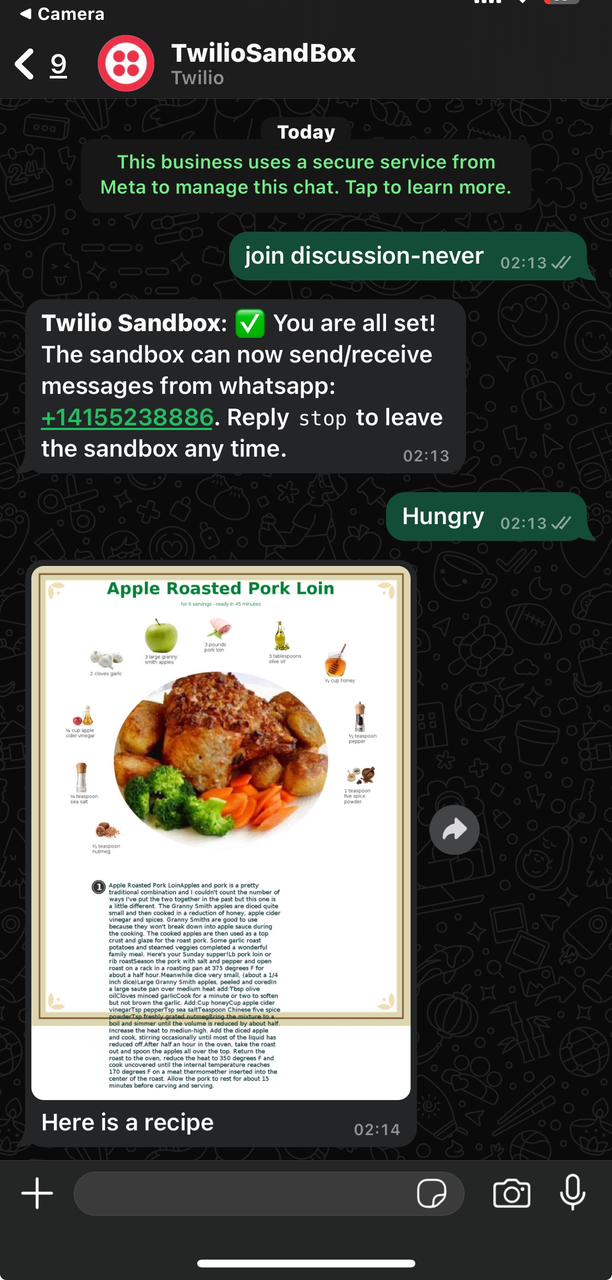 Camera
9
TwilioSandBox
Twilio
Today
This business uses a secure service from
Meta to manage this chat. Tap to learn more.
join discussion-never 02:13
Twilio Sandbox: ✅ You are all set!
The sandbox can now send/receive
messages from whatsapp:
+14155238886. Reply stop to leave
the sandbox any time. 02:13
Hungry 02:13
Apple Roasted Pork Loin
for 6 servings - ready in 45 minutes
3 large granny
smith apples
3 pounds
pork loin
3 tablespoons
olive oil
2 cloves garlic
cup honey
cup apple
cider vinegar
teaspoon
pepper
teaspoon
sea salt
1 teaspoon
five spice
powder
teaspoon
nutmeg
1
Apple Roasted Pork LoinApples and pork is a pretty
traditional combination and I couldn't count the number of
ways I've put the two together in the past but this one is
a little different. The Granny Smith apples are diced quite
small and then cooked in a reduction of honey, apple cider
vinegar and spices. Granny Smiths are good to use
because they won't break down into apple sauce during
the cooking. The cooked apples are then used as a top
crust and glaze for the roast pork. Some garlic roast
potatoes and steamed veggies completed a wonderful
family meal. Here's your Sunday supper!Lb pork loin or
rib roastSeason the pork with salt and pepper and open
roast on a rack in a roasting pan at 375 degrees F for
about a half hour.Meanwhile dice very small, (about a 1/4
inch dice)Large Granny Smith apples, peeled and coredIn
a large saute pan over medium heat add:Tbsp olive
oilCloves minced garlicCook for a minute or two to soften
but not brown the garlic. Add:Cup honeyCup apple cider
vinegarTsp pepperTsp sea saltTeaspoon Chinese five spice
powderTsp freshly grated nutmegBring the mixture to a
boil and simmer until the volume is reduced by about half.
Increase the heat to mediun-high. Add the diced apple
and cook, stirring occasionally until most of the liquid has
reduced off.After half an hour in the oven, take the roast
out and spoon the apples all over the top. Return the
roast to the oven, reduce the heat to 350 degrees F and
cook uncovered until the internal temperature reaches
170 degrees F on a meat thermomether inserted into the
center of the roast. Allow the pork to rest for about 15
minutes before carving and serving.
Here is a recipe 02:14